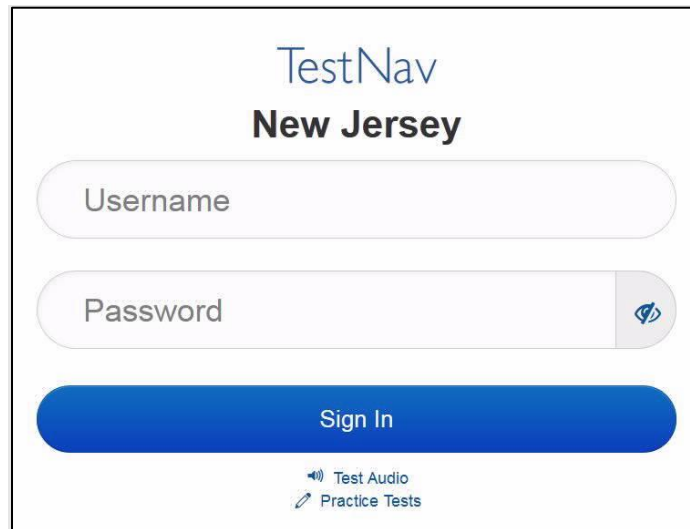 TestNav
New Jersey
Username
Password
Sign In
Test Audio
Practice Tests